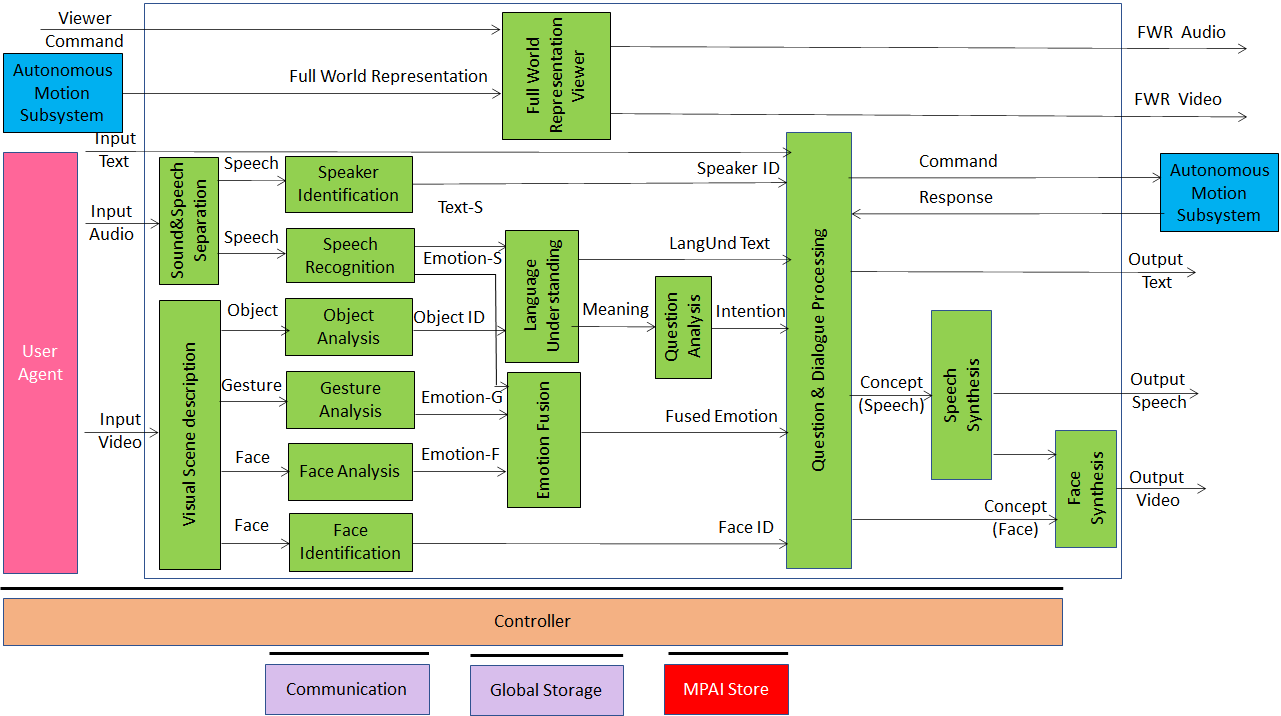 Viewer
Command
Autonomous
Motion
Subsystem
Full World Representation
Full World
Representation
Viewer
FWR Audio
FWR Video
Input
Text
User
Agent
Input
Audio
Input
Video
Sound&Speech
Separation
Visual Scene description
Speech
Speech
Object
Gesture
Face
Face
Speaker
Identification
Speech
Recognition
Object
Analysis
Gesture
Analysis
Face Analysis
Face
Identification
Speaker ID
Text-S
Emotion-S
Object ID
Emotion-G
Emotion-F
Language
Understanding
Emotion Fusion
LangUnd Text
Meaning
Question
Analysis
Intention
Fused Emotion
Face ID
Question & Dialogue Processing
Command
Response
Autonomous
Motion
Subsystem
Output
Text
Concept
(Speech)
Speech
Synthesis
Output
Speech
Concept
(Face)
Face
Synthesis
Output
Video
Controller
Communication
Global Storage
MPAI Store